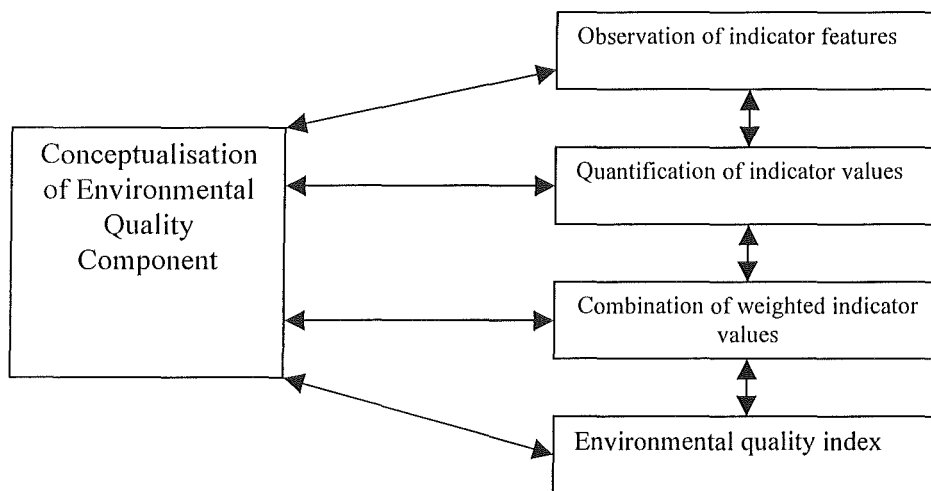 Observation of indicator features
Conceptualisation
of Environmental
Quality
Component
Quantification of indicator values
Combination of weighted indicator
values
Environmental quality index